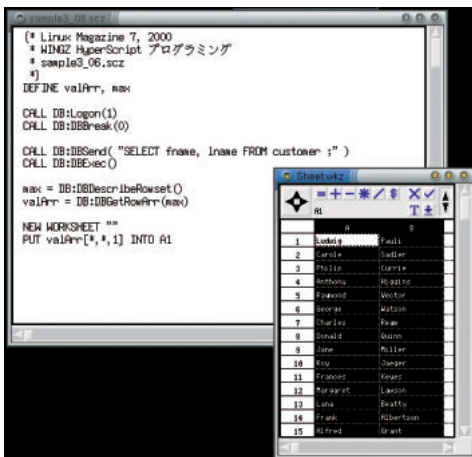 sample3_06.scz
{* Linux Magazine 7, 2000
* WINGZ HyperScript プログラミング
* sample3_06.scz
*}
DEFINE valArr, max
CALL DB:Logon(1)
CALL DB:DBBreak(0)
CALL DB:DBSend( "SELECT fname, lname FROM customer ;" )
CALL DB:DBExec()
max = DB:DBDescribeRowset()
valArr = DB:DBGetRowArr(max)
NEW WORKSHEET ""
PUT valArr[*,*,1] INTO A1
Sheet.wkz
= + - * / $ X ✓
A1 T ±
A B
1 Ludwig Pauli
2 Carole Sadler
3 Philip Currie
4 Anthony Higgins
5 Raymond Vector
6 George Watson
7 Charles Ream
8 Donald Quinn
9 Jane Miller
10 Roy Jaeger
11 Frances Keyes
12 Margaret Lawson
13 Lana Beatty
14 Frank Albertson
15 Alfred Grant